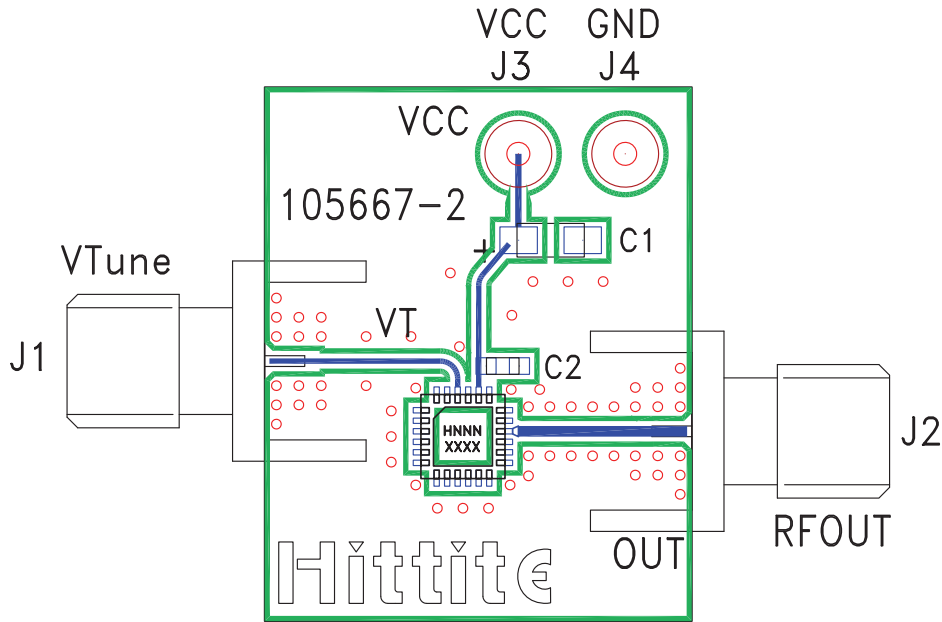 VCC GND
J3 J4
VCC
105667-2
+
C1
VTune
VT
J1
C2
HNNN
XXXX
J2
RFOUT
OUT
Hittite